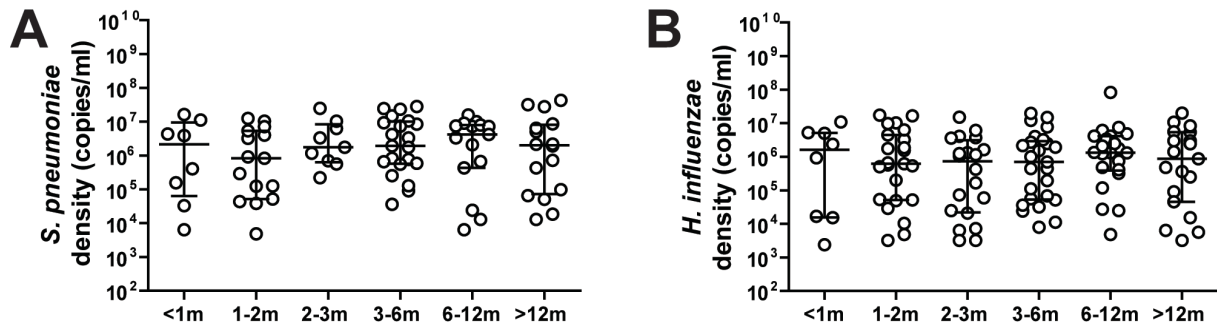 A
S. pneumoniae
density (copies/ml)
10^10
10^9
10^8
10^7
10^6
10^5
10^4
10^3
10^2
<1m 1-2m 2-3m 3-6m 6-12m >12m
B
H. influenzae
density (copies/ml)
10^10
10^9
10^8
10^7
10^6
10^5
10^4
10^3
10^2
<1m 1-2m 2-3m 3-6m 6-12m >12m